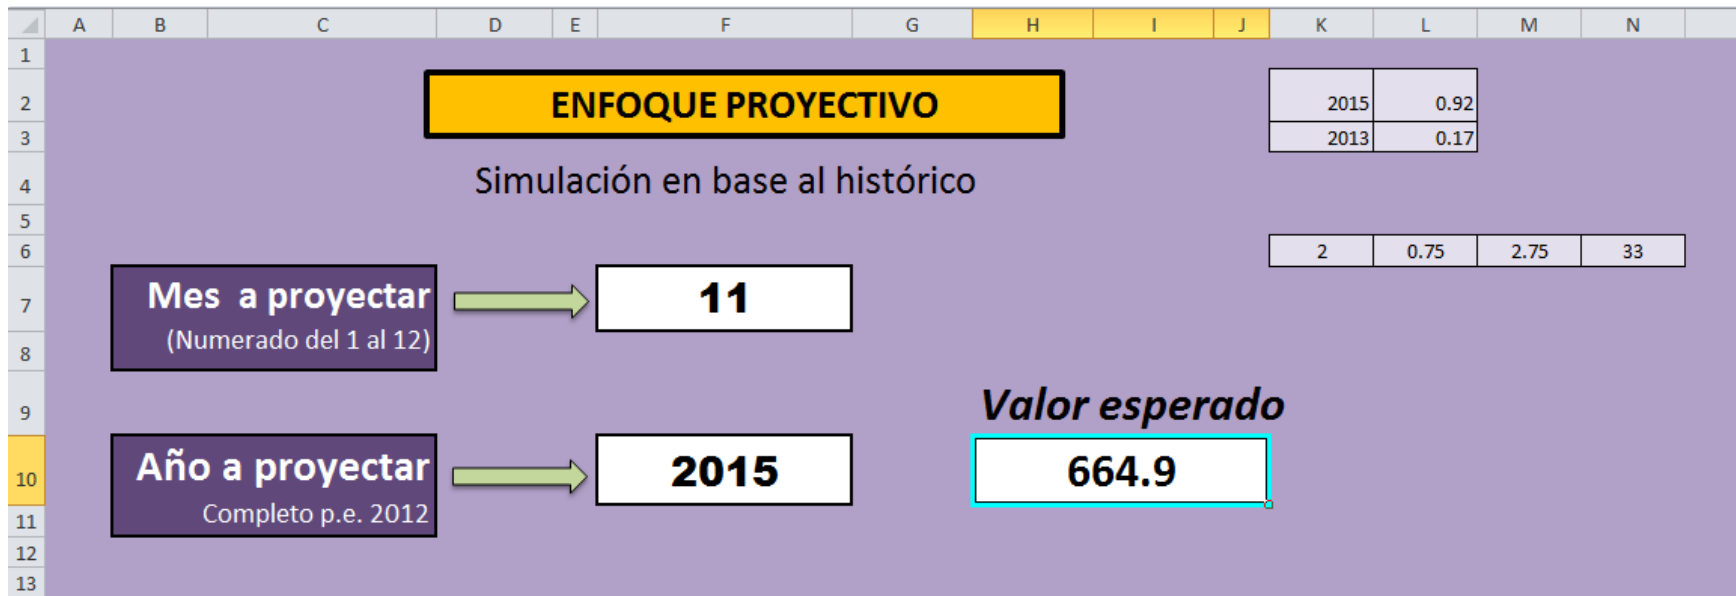 A B C D E F G H I J K L M N
1
2 ENFOQUE PROYECTIVO 2015 0.92
3 2013 0.17
4 Simulación en base al histórico
5
6 2 0.75 2.75 33
7 Mes a proyectar 11
8 (Numerado del 1 al 12)
9 Valor esperado
10 Año a proyectar 2015 664.9
11 Completo p.e. 2012
12
13